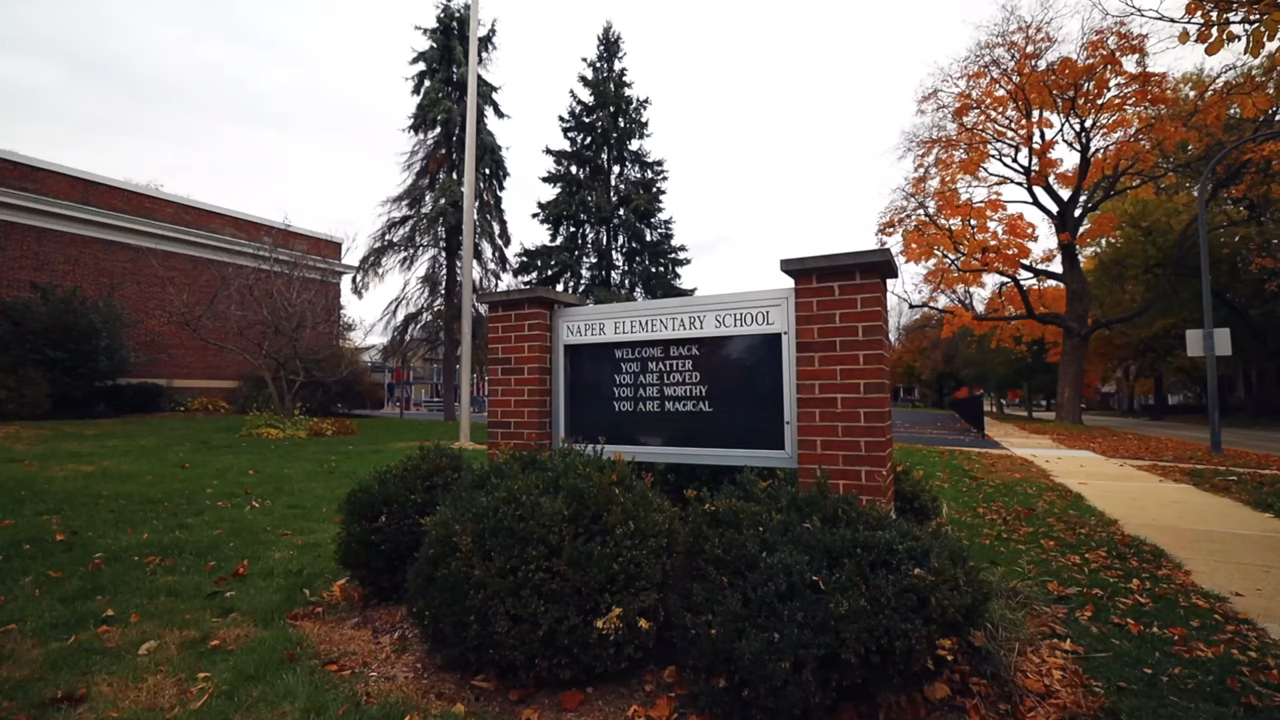 NAPER ELEMENTARY SCHOOL
WELCOME BACK
YOU MATTER
YOU ARE LOVED
YOU ARE WORTHY
YOU ARE MAGICAL